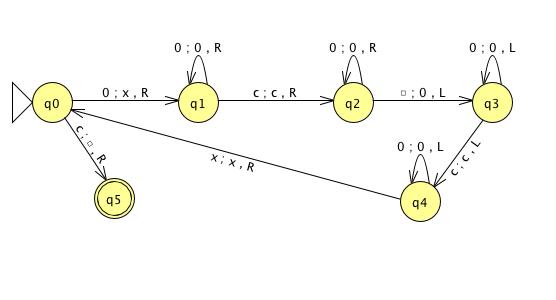 0 ; 0 , R
0 ; 0 , R
0 ; 0 , L
q0
0 ; x , R
q1
c ; c , R
q2
□ ; 0 , L
q3
c ; □ , R
x ; x , R
0 ; 0 , L
c ; c , L
q5
q4